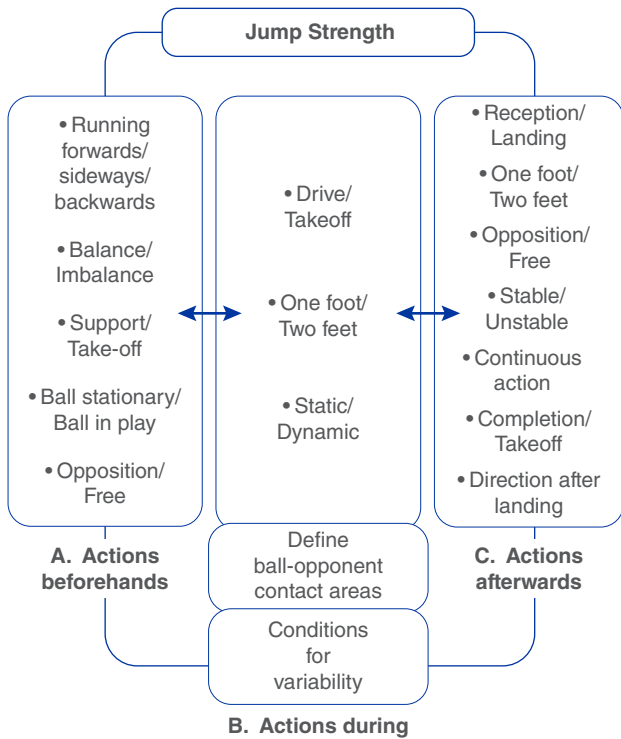 Jump Strength
• Running
forwards/
sideways/
backwards
• Balance/
Imbalance
• Support/
Take-off
• Ball stationary/
Ball in play
• Opposition/
Free
A. Actions
beforehands
• Drive/
Takeoff
• One foot/
Two feet
• Static/
Dynamic
Define
ball-opponent
contact areas
Conditions
for
variability
B. Actions during
• Reception/
Landing
• One foot/
Two feet
• Opposition/
Free
• Stable/
Unstable
• Continuous
action
• Completion/
Takeoff
• Direction after
landing
C. Actions
afterwards